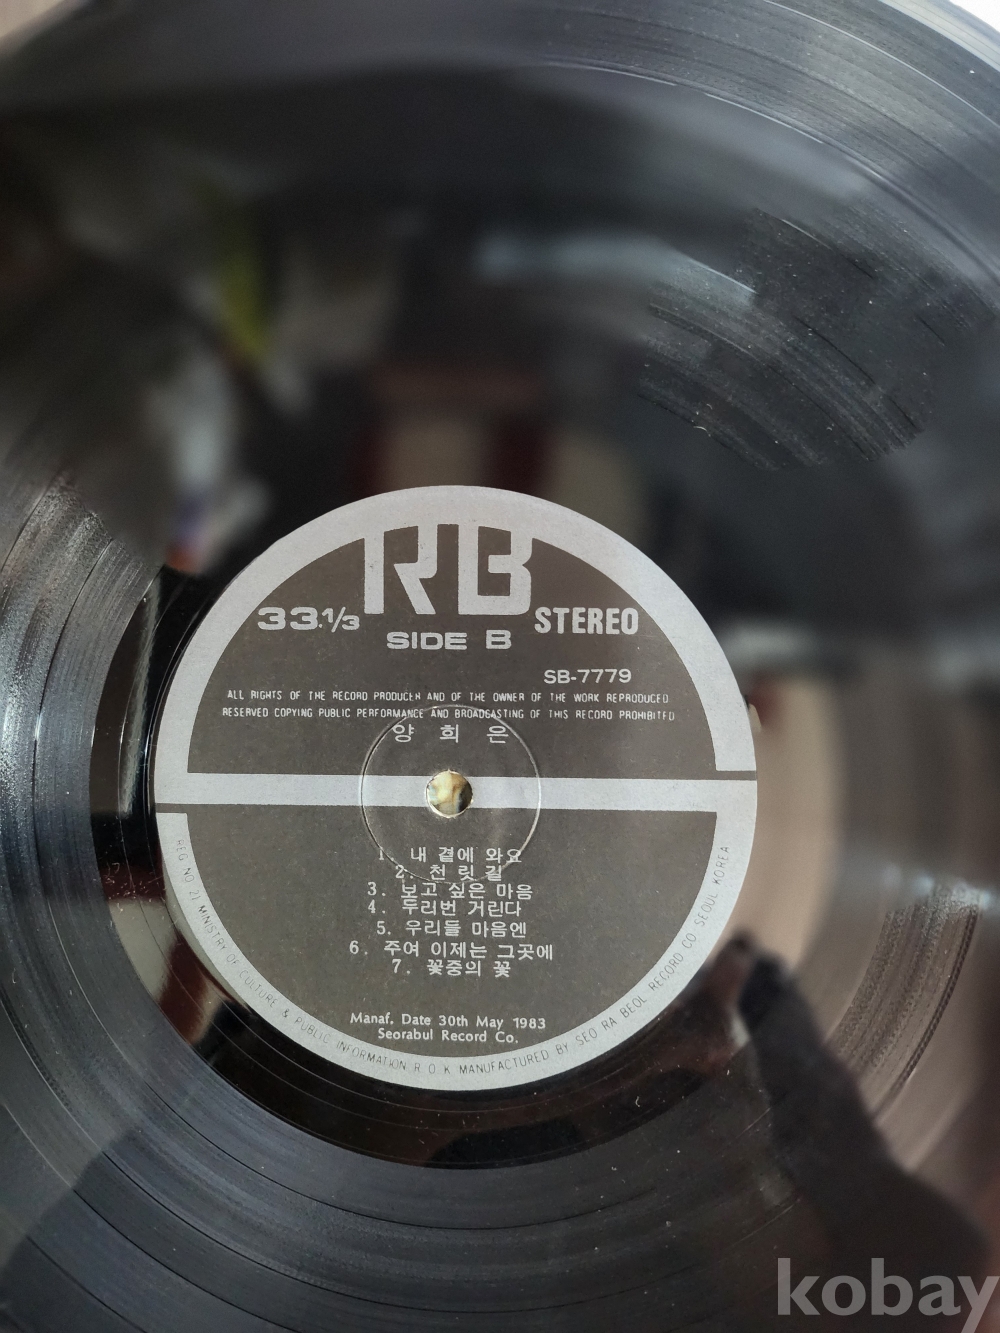 RB
33.1/3
STEREO
SIDE B
SB-7779
ALL RIGHTS OF THE RECORD PRODUCER AND OF THE OWNER OF THE WORK REPRODUCED
RESERVED COPYING PUBLIC PERFORMANCE AND BROADCASTING OF THIS RECORD PROHIBITED
양 희 은
1. 내 곁에 와요
2. 천 릿 길
3. 보고 싶은 마음
4. 두리번 거린다
5. 우리들 마음엔
6. 주여 이제는 그곳에
7. 꽃중의 꽃
Manaf. Date 30th May 1983
Seorabul Record Co.
REG NO 21 MINISTRY OF CULTURE & PUBLIC INFORMATION R.O.K MANUFACTURED BY SEO RA BEOL RECORD CO SEOUL KOREA
kobay